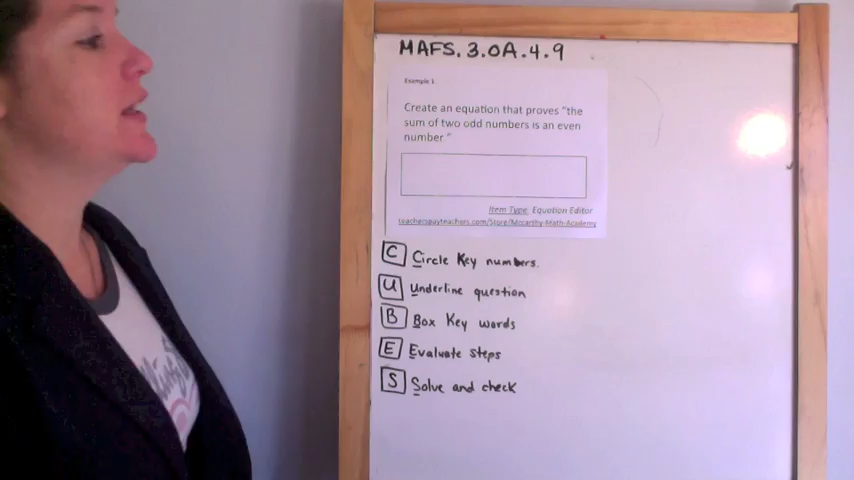 MAFS.3.OA.4.9
Example 1.
Create an equation that proves "the
sum of two odd numbers is an even
number"
Item Type: Equation Editor
teacherspayteachers.com/Store/Mccarthy-Math-Academy
C Circle Key numbers.
U Underline question
B Box Key words
E Evaluate steps
S Solve and check